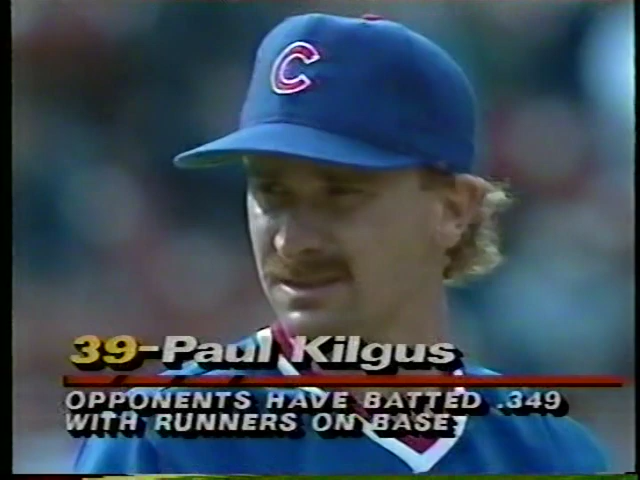 C
39-Paul Kilgus
OPPONENTS HAVE BATTED .349
WITH RUNNERS ON BASE